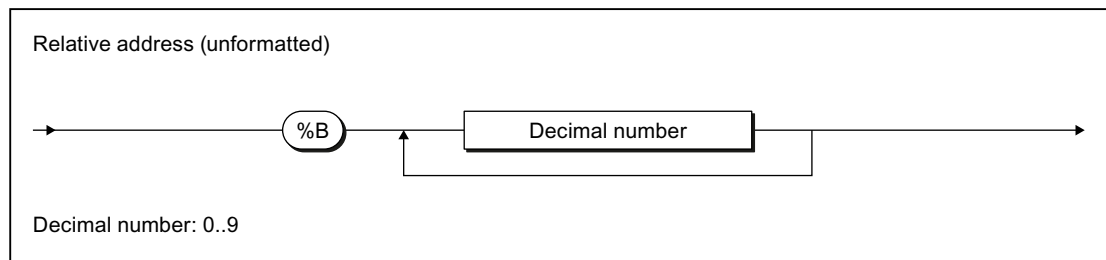 Relative address (unformatted)
%B
Decimal number
Decimal number: 0..9